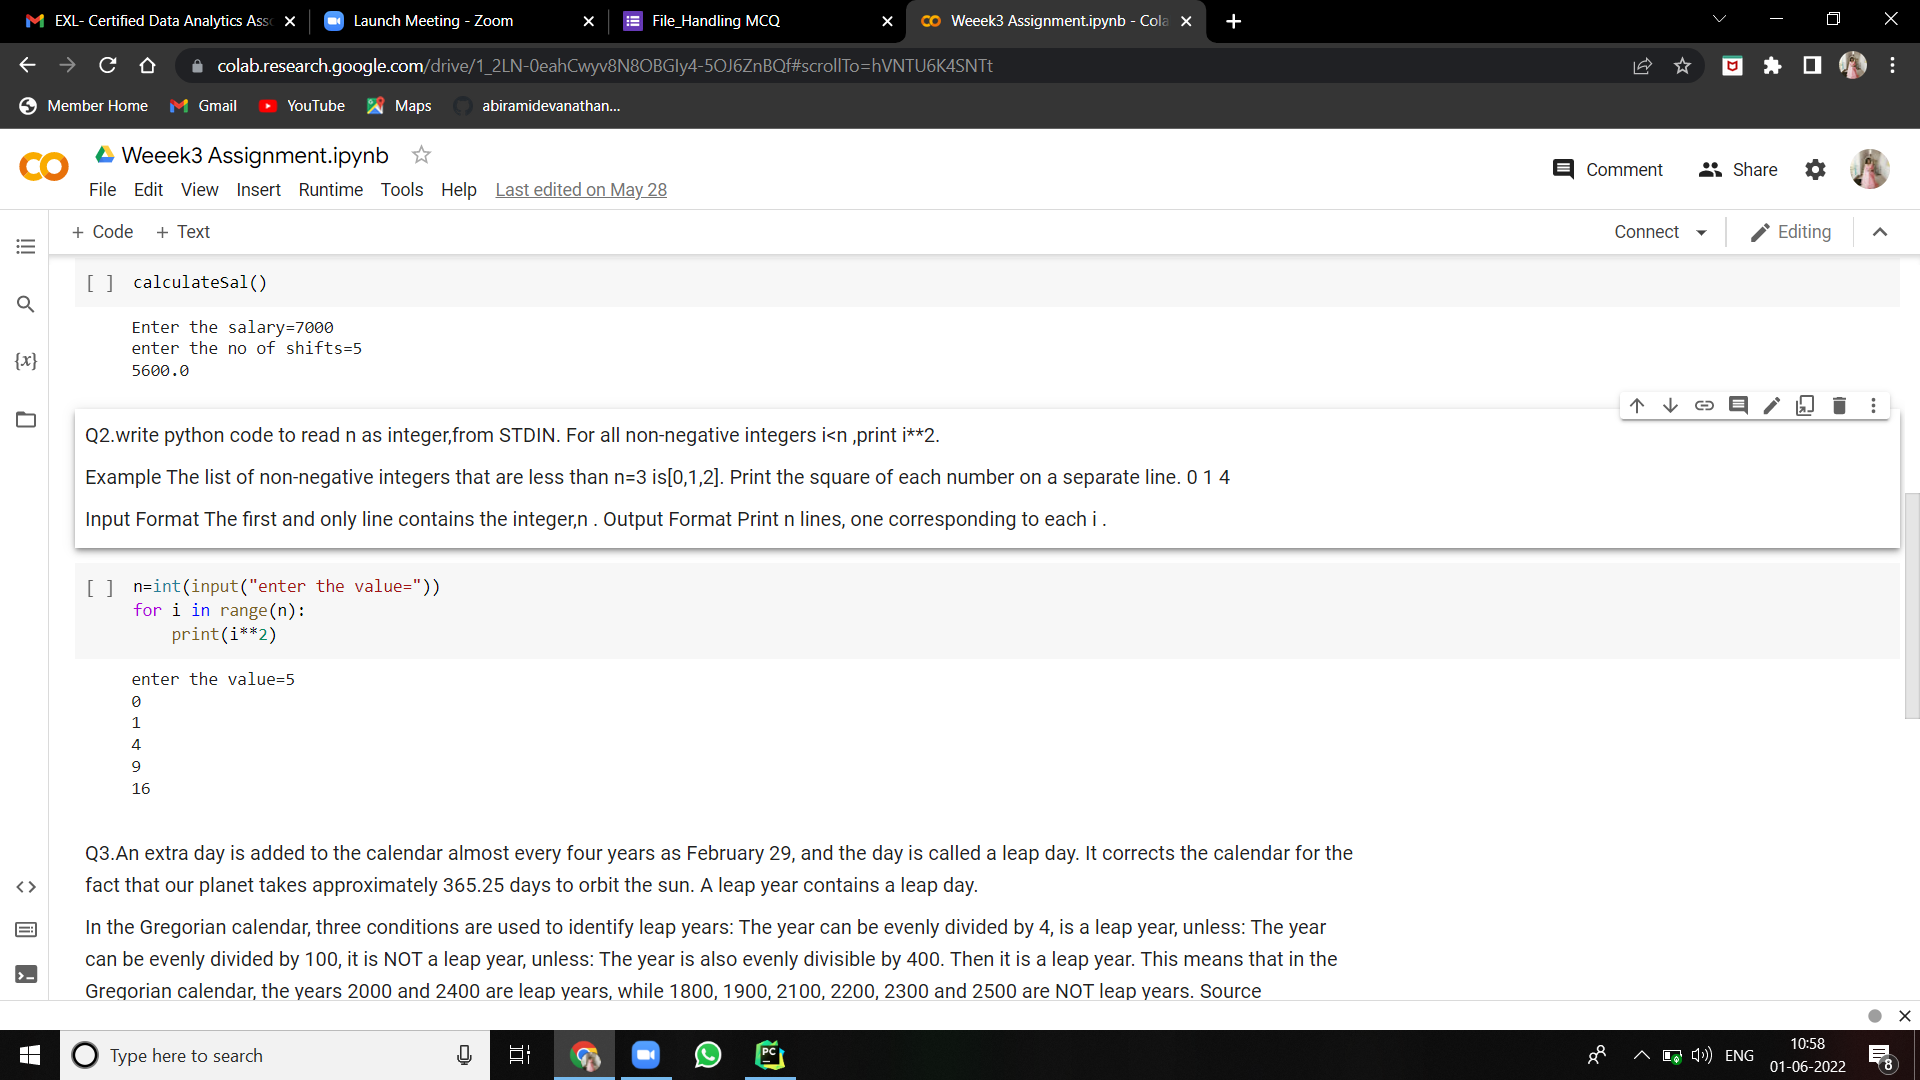 EXL- Certified Data Analytics Ass
Launch Meeting - Zoom
File_Handling MCQ
Weeek3 Assignment.ipynb - Cola
colab.research.google.com/drive/1_2LN-0eahCwyv8N8OBGIy4-5OJ6ZnBQf#scrollTo=hVNTU6K4SNTt
Member Home
Gmail
YouTube
Maps
abiramidevanathan...
Weeek3 Assignment.ipynb
Comment
Share
File Edit View Insert Runtime Tools Help Last edited on May 28
+ Code + Text
Connect
Editing
[ ] calculateSal()
Enter the salary=7000
enter the no of shifts=5
5600.0
{x}
Q2.write python code to read n as integer,from STDIN. For all non-negative integers i<n ,print i**2.
Example The list of non-negative integers that are less than n=3 is[0,1,2]. Print the square of each number on a separate line. 0 1 4
Input Format The first and only line contains the integer,n . Output Format Print n lines, one corresponding to each i .
[ ] n=int(input("enter the value="))
for i in range(n):
print(i**2)
enter the value=5
0
1
4
9
16
Q3.An extra day is added to the calendar almost every four years as February 29, and the day is called a leap day. It corrects the calendar for the
fact that our planet takes approximately 365.25 days to orbit the sun. A leap year contains a leap day.
In the Gregorian calendar, three conditions are used to identify leap years: The year can be evenly divided by 4, is a leap year, unless: The year
can be evenly divided by 100, it is NOT a leap year, unless: The year is also evenly divisible by 400. Then it is a leap year. This means that in the
Gregorian calendar, the years 2000 and 2400 are leap years, while 1800, 1900, 2100, 2200, 2300 and 2500 are NOT leap years. Source
Type here to search
PC
ENG
10:58
01-06-2022
8